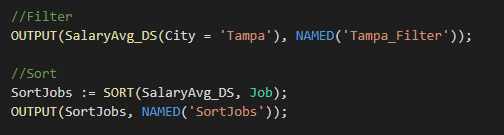 //Filter
OUTPUT(SalaryAvg_DS(City = 'Tampa'), NAMED('Tampa_Filter'));
//Sort
SortJobs := SORT(SalaryAvg_DS, Job);
OUTPUT(SortJobs, NAMED('SortJobs'));